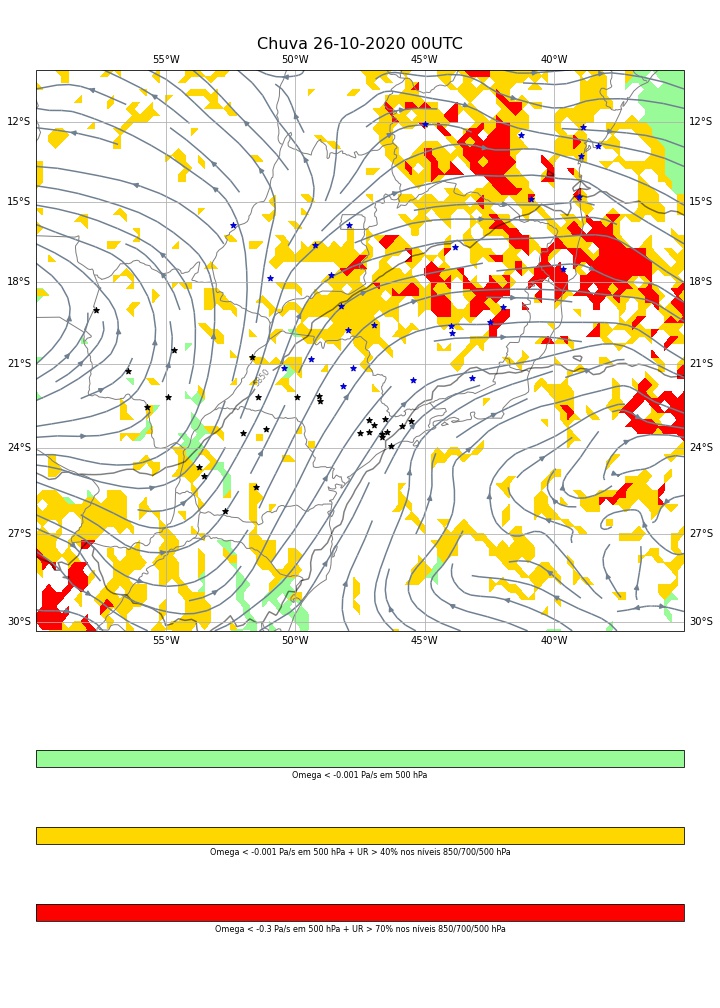 Chuva 26-10-2020 00UTC
55°W 50°W 45°W 40°W
12°S 12°S
15°S 15°S
18°S 18°S
21°S 21°S
24°S 24°S
27°S 27°S
30°S 30°S
55°W 50°W 45°W 40°W
Omega < -0.001 Pa/s em 500 hPa
Omega < -0.001 Pa/s em 500 hPa + UR > 40% nos níveis 850/700/500 hPa
Omega < -0.3 Pa/s em 500 hPa + UR > 70% nos níveis 850/700/500 hPa